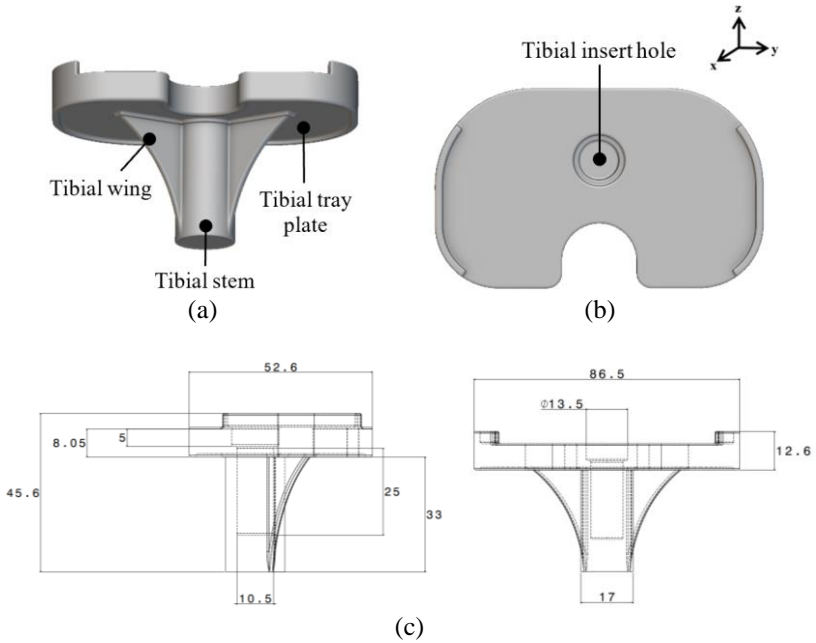 z
Tibial insert hole
x
y
Tibial wing
Tibial tray
plate
Tibial stem
(a)
(b)
52.6
86.5
Ø13.5
8.05
5
12.6
45.6
25
33
10.5
17
(c)